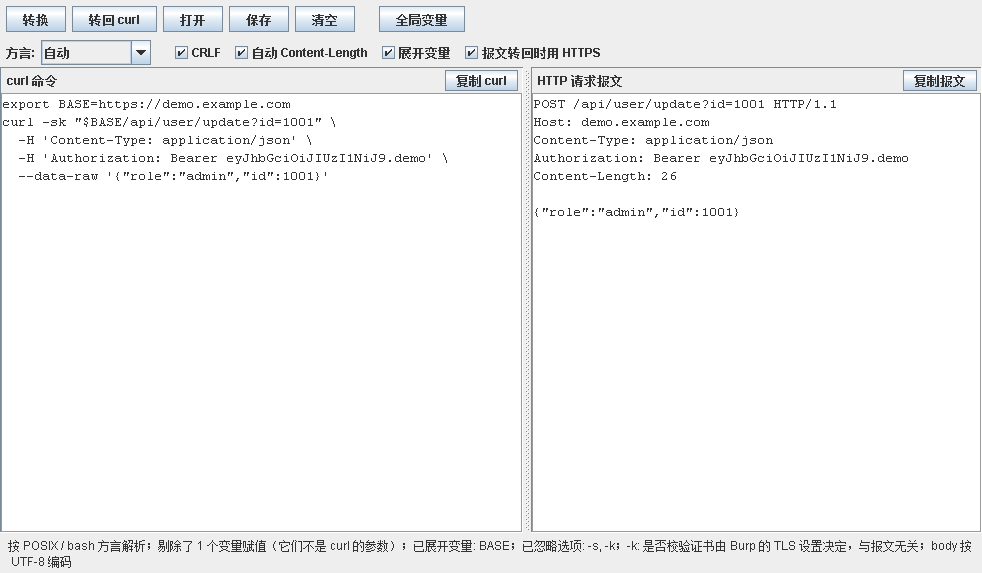 转换 转回 curl 打开 保存 清空 全局变量
方言: 自动 CRLF 自动 Content-Length 展开变量 报文转回时用 HTTPS
curl 命令 复制 curl
export BASE=https://demo.example.com
curl -sk "$BASE/api/user/update?id=1001" \
-H 'Content-Type: application/json' \
-H 'Authorization: Bearer eyJhbGciOiJIUzI1NiJ9.demo' \
--data-raw '{"role":"admin","id":1001}'
HTTP 请求报文 复制报文
POST /api/user/update?id=1001 HTTP/1.1
Host: demo.example.com
Content-Type: application/json
Authorization: Bearer eyJhbGciOiJIUzI1NiJ9.demo
Content-Length: 26
{"role":"admin","id":1001}
按 POSIX / bash 方言解析；剔除了 1 个变量赋值（它们不是 curl 的参数）；已展开变量: BASE；已忽略选项: -s, -k；-k: 是否校验证书由 Burp 的 TLS 设置决定，与报文无关；body 按
UTF-8 编码